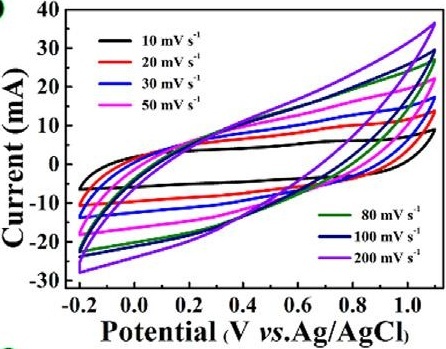 40
30
20
10
0
-10
-20
-30
Current (mA)
10 mV s-1
20 mV s-1
30 mV s-1
50 mV s-1
80 mV s-1
100 mV s-1
200 mV s-1
-0.2 0.0 0.2 0.4 0.6 0.8 1.0
Potential (V vs.Ag/AgCl)